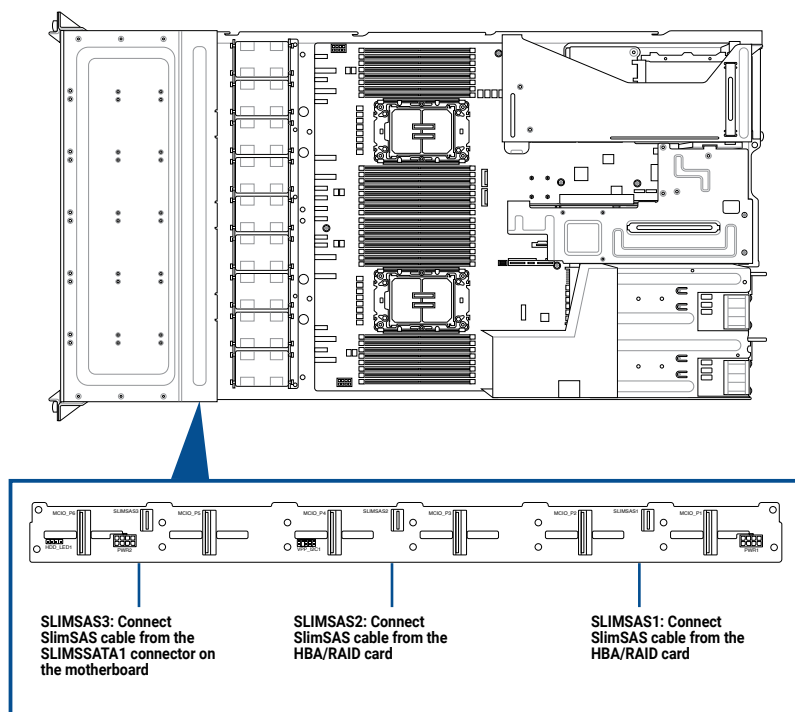 MCIO_P6
SLIMSAS3
MCIO_P5
MCIO_P4
SLIMSAS2
MCIO_P3
MCIO_P2
SLIMSAS1
MCIO_P1
HDD_LED1
PWR2
VPP_I2C1
PWR1
SLIMSAS3: Connect
SlimSAS cable from the
SLIMSSATA1 connector on
the motherboard
SLIMSAS2: Connect
SlimSAS cable from the
HBA/RAID card
SLIMSAS1: Connect
SlimSAS cable from the
HBA/RAID card